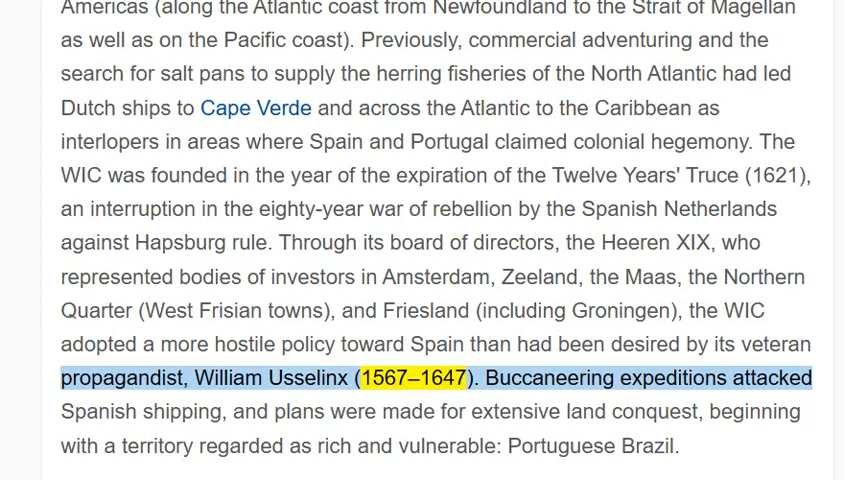 Americas (along the Atlantic coast from Newfoundland to the Strait of Magellan
as well as on the Pacific coast). Previously, commercial adventuring and the
search for salt pans to supply the herring fisheries of the North Atlantic had led
Dutch ships to Cape Verde and across the Atlantic to the Caribbean as
interlopers in areas where Spain and Portugal claimed colonial hegemony. The
WIC was founded in the year of the expiration of the Twelve Years' Truce (1621),
an interruption in the eighty-year war of rebellion by the Spanish Netherlands
against Hapsburg rule. Through its board of directors, the Heeren XIX, who
represented bodies of investors in Amsterdam, Zeeland, the Maas, the Northern
Quarter (West Frisian towns), and Friesland (including Groningen), the WIC
adopted a more hostile policy toward Spain than had been desired by its veteran
propagandist, William Usselinx (1567–1647). Buccaneering expeditions attacked
Spanish shipping, and plans were made for extensive land conquest, beginning
with a territory regarded as rich and vulnerable: Portuguese Brazil.